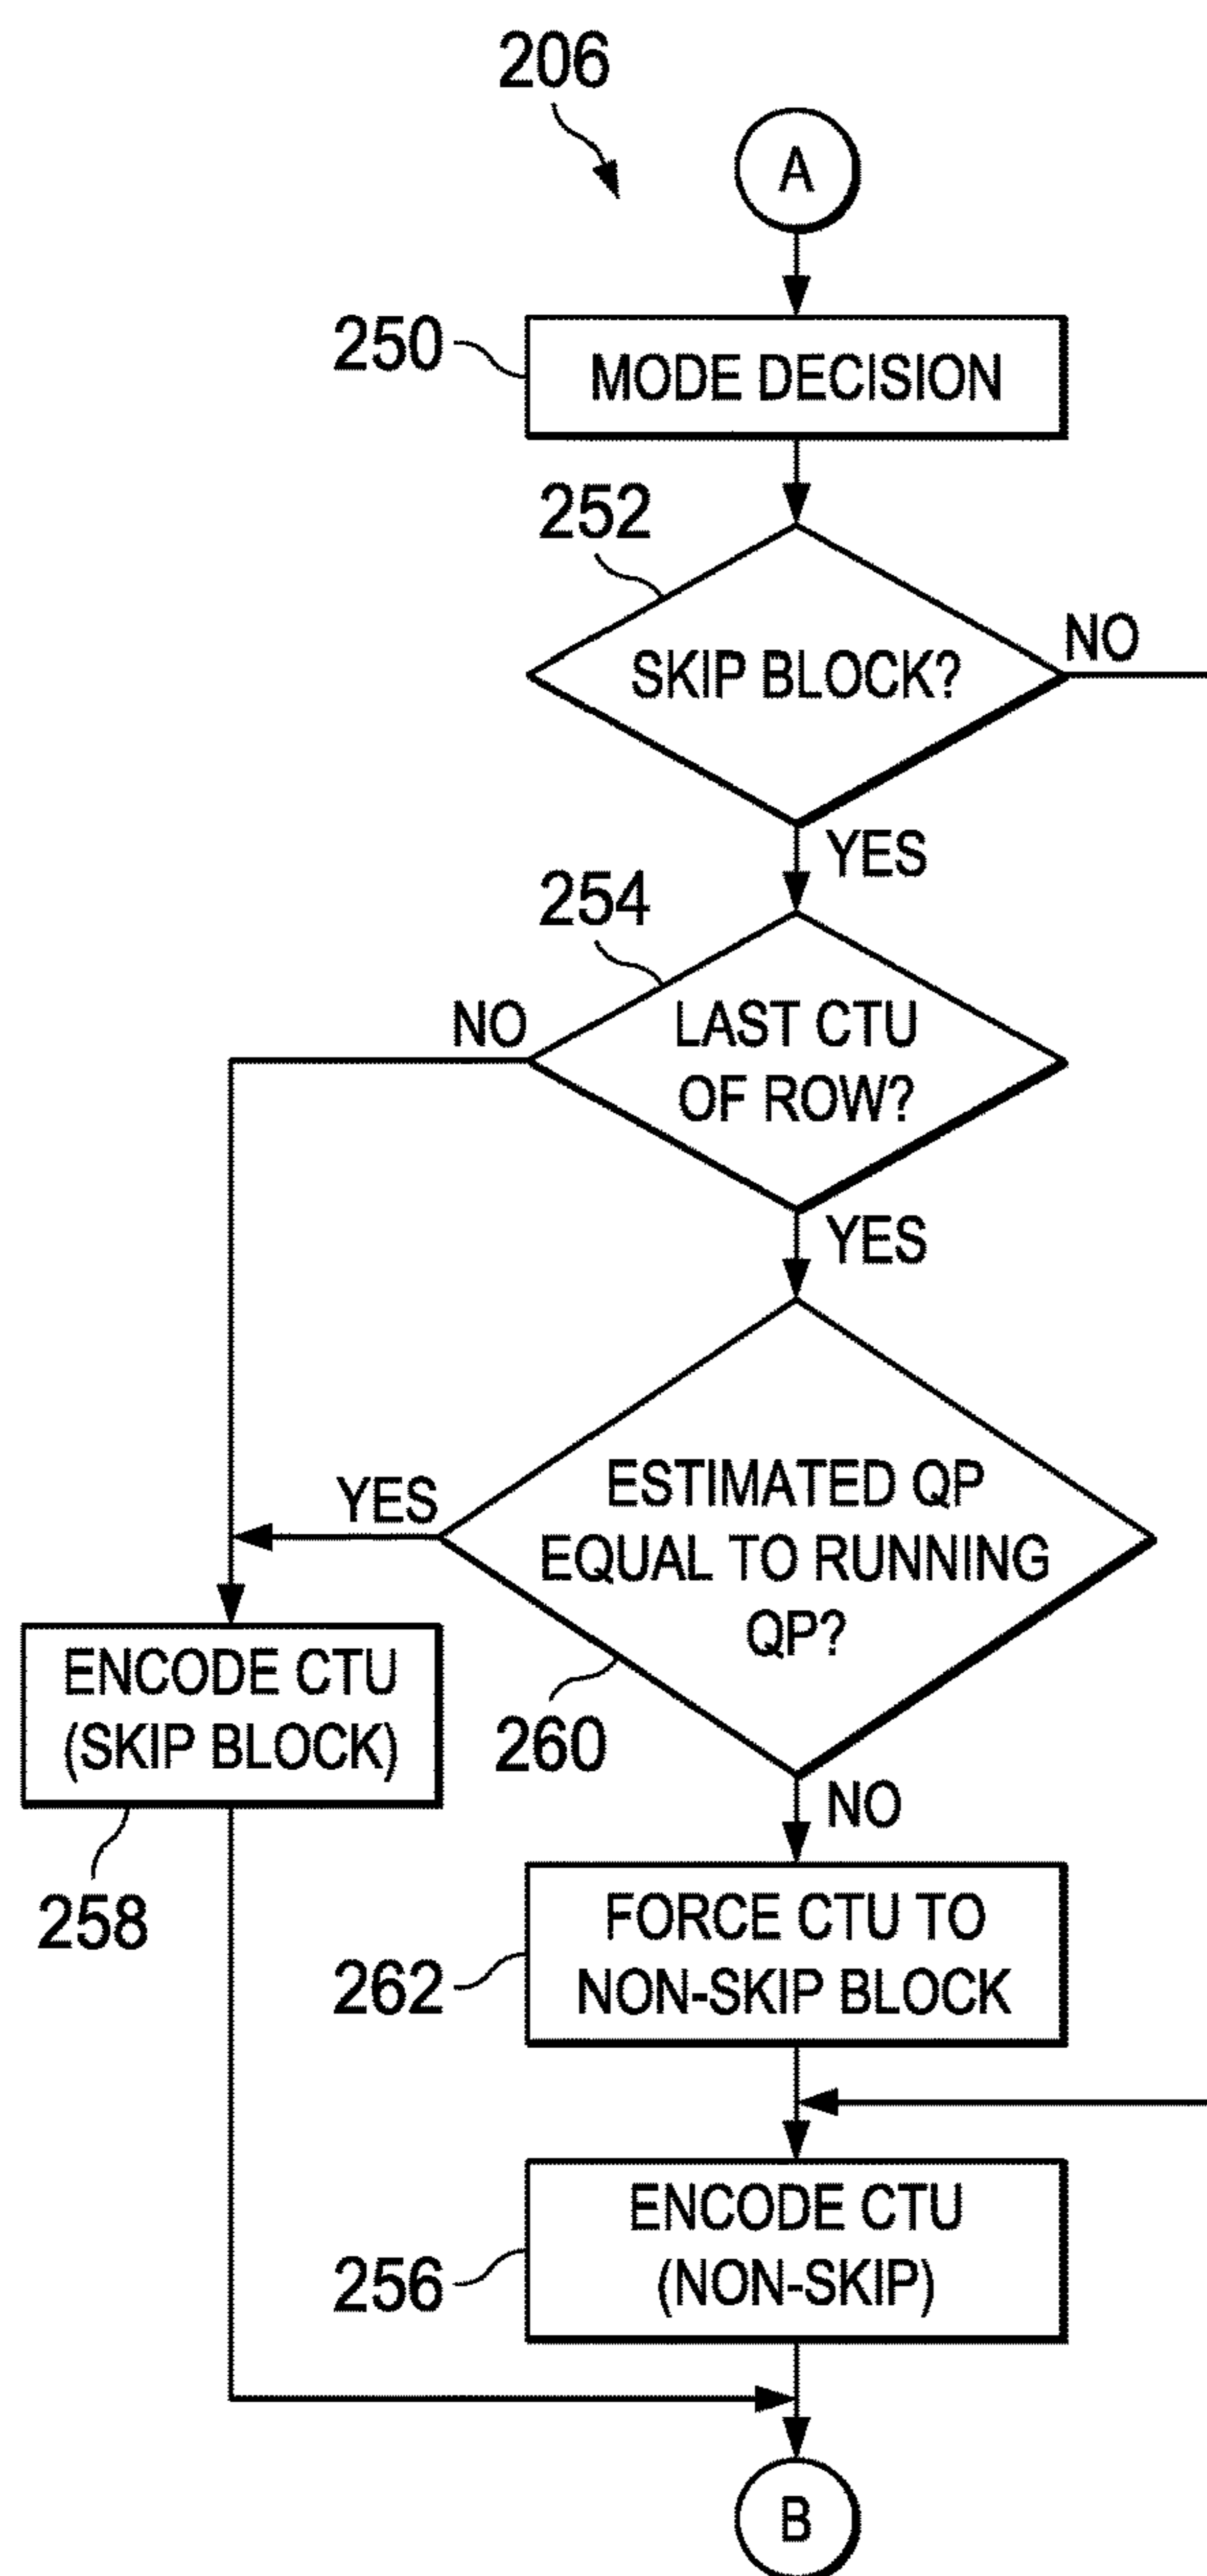 206
A
250
MODE DECISION
252
SKIP BLOCK?
NO
YES
254
NO
LAST CTU
OF ROW?
YES
YES
ESTIMATED QP
EQUAL TO RUNNING
QP?
260
NO
ENCODE CTU
(SKIP BLOCK)
258
262
FORCE CTU TO
NON-SKIP BLOCK
256
ENCODE CTU
(NON-SKIP)
B